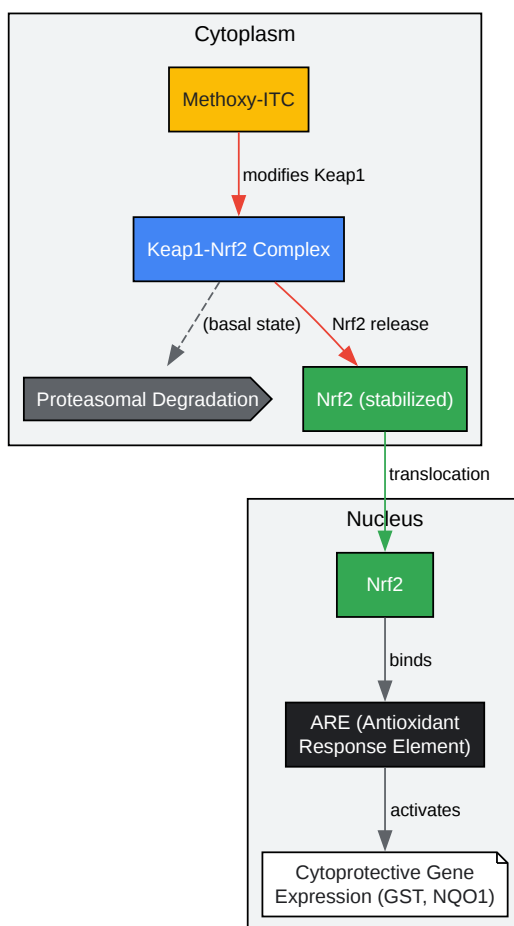 Cytoplasm
Methoxy-ITC
modifies Keap1
Keap1-Nrf2 Complex
(basal state)
Nrf2 release
Proteasomal Degradation
Nrf2 (stabilized)
translocation
Nucleus
Nrf2
binds
ARE (Antioxidant
Response Element)
activates
Cytoprotective Gene
Expression (GST, NQO1)